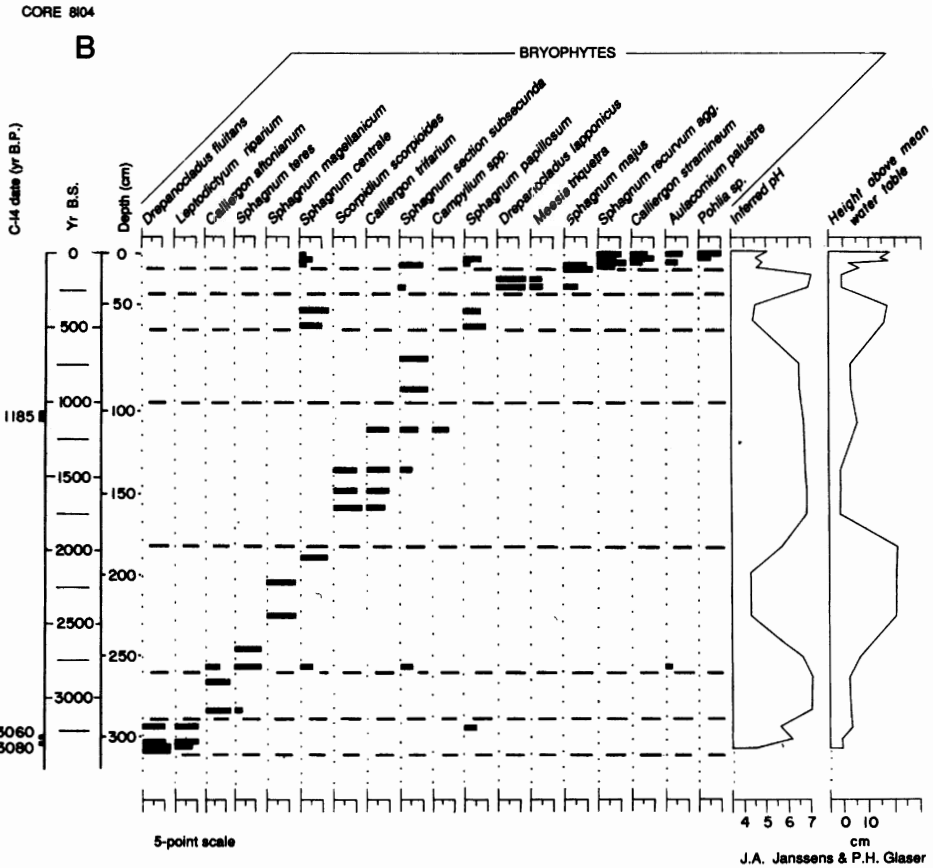 CORE 8104
B
BRYOPHYTES
C-14 date (yr B.P.)
Yr B.S.
Depth (cm)
Drepanocladus fluitans
Leptodictyum riparium
Calliergon aftonianum
Sphagnum teres
Sphagnum magellanicum
Sphagnum centrale
Scorpidium scorpioides
Calliergon trifarium
Sphagnum section subsecunda
Campylium spp.
Sphagnum papillosum
Drepanocladus lapponicus
Meesia triquetra
Sphagnum majus
Sphagnum recurvum agg.
Calliergon stramineum
Aulacomium palustre
Pohlia sp.
Inferred pH
Height above mean
water table
0 0
50
500
1000
1185
100
1500
150
2000
200
2500
250
3000
3060
300
3080
4 5 6 7
0 10
cm
5-point scale
J.A. Janssens & P.H. Glaser